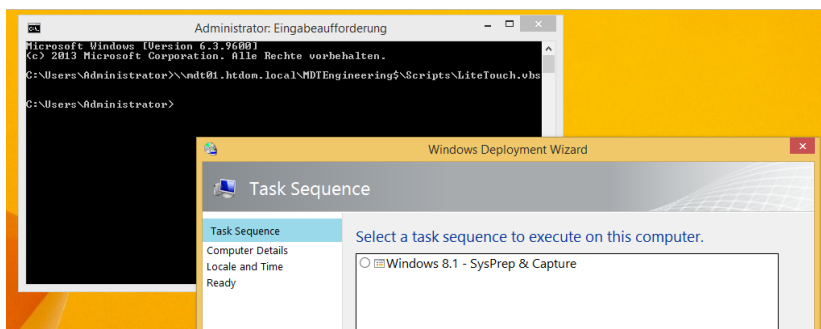 Administrator: Eingabeaufforderung
Microsoft Windows [Version 6.3.9600]
(c) 2013 Microsoft Corporation. Alle Rechte vorbehalten.
C:\Users\Administrator>\\mdt01.htdom.local\MDTEngineering$\Scripts\LiteTouch.vbs
C:\Users\Administrator>
Windows Deployment Wizard
Task Sequence
Task Sequence
Computer Details
Locale and Time
Ready
Select a task sequence to execute on this computer.
Windows 8.1 - SysPrep & Capture